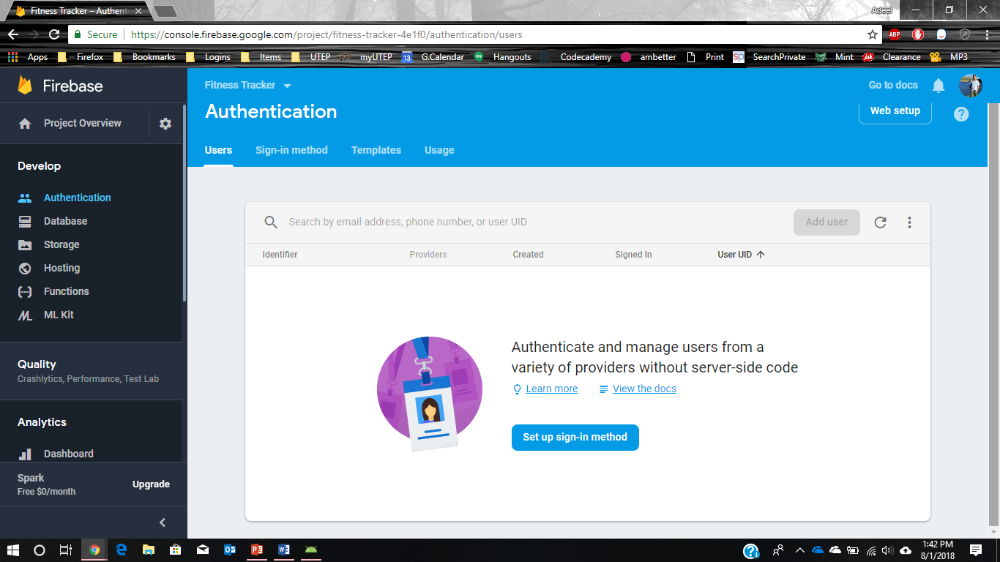 Fitness Tracker – Authent
Adeel
Secure
https://console.firebase.google.com/project/fitness-tracker-4e1f0/authentication/users
ABP
Apps Firefox Bookmarks Logins Items UTEP myUTEP 13 G.Calendar Hangouts Codecademy ambetter Print sp SearchPrivate Mint Clearance MP3
Firebase
Fitness Tracker
Go to docs
Authentication
Web setup
Project Overview
Users Sign-in method Templates Usage
Develop
Authentication
Database
Storage
Hosting
Functions
ML Kit
Quality
Crashlytics, Performance, Test Lab
Analytics
Dashboard
Spark
Free $0/month
Upgrade
Search by email address, phone number, or user UID
Add user
Identifier Providers Created Signed In User UID
Authenticate and manage users from a
variety of providers without server-side code
Learn more View the docs
Set up sign-in method
1:42 PM
8/1/2018